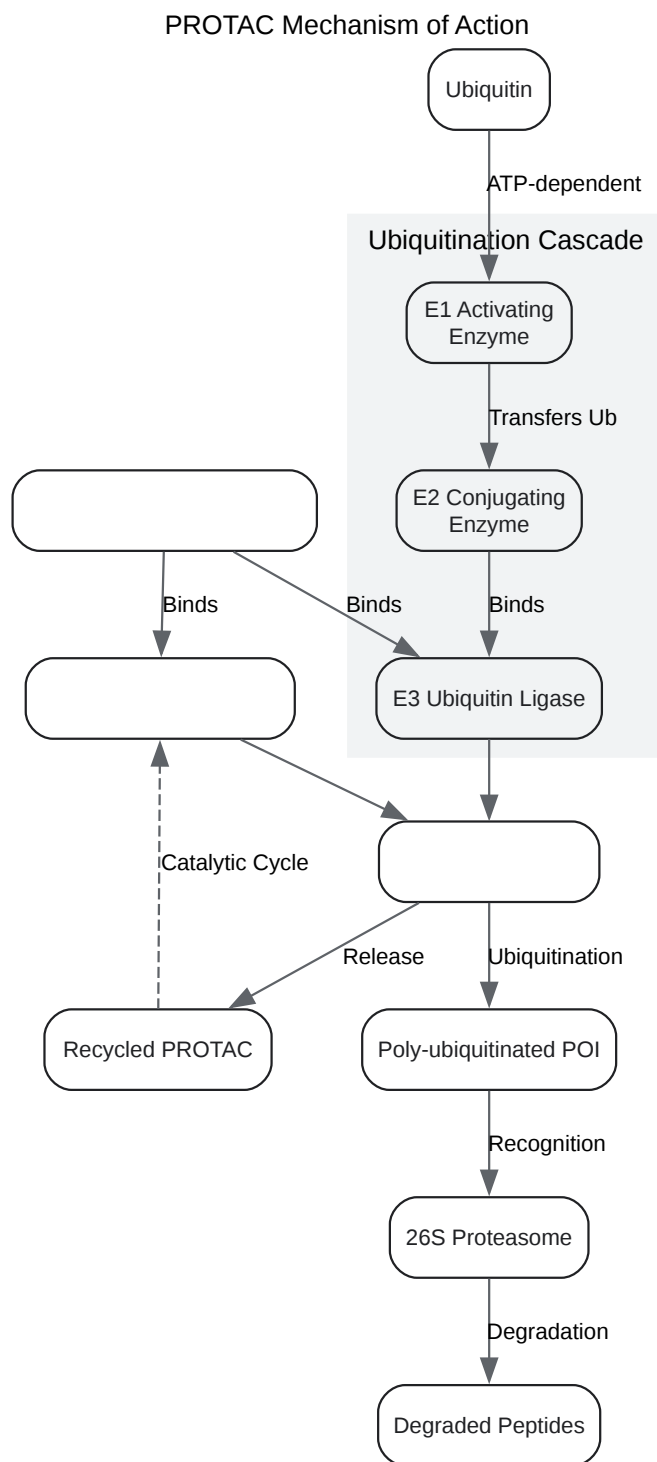 PROTAC Mechanism of Action
Ubiquitin
ATP-dependent
Ubiquitination Cascade
E1 Activating
Enzyme
Transfers Ub
E2 Conjugating
Enzyme
Binds
Binds
Binds
E3 Ubiquitin Ligase
Catalytic Cycle
Release
Ubiquitination
Recycled PROTAC
Poly-ubiquitinated POI
Recognition
26S Proteasome
Degradation
Degraded Peptides